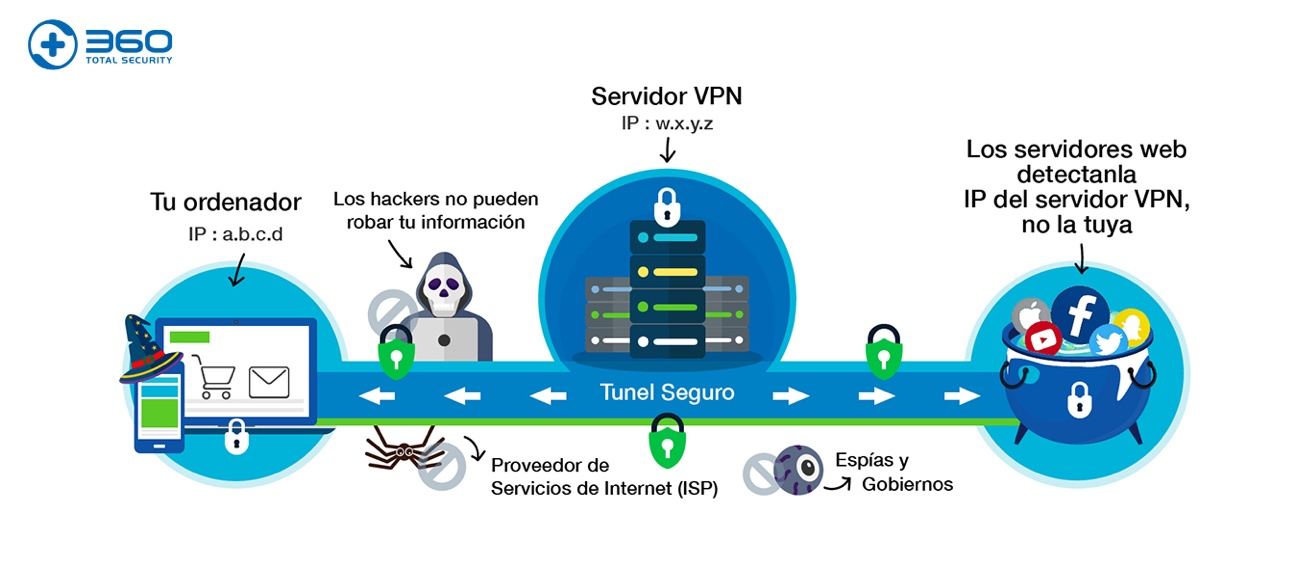 360
TOTAL SECURITY
Servidor VPN
IP : w.x.y.z
Los servidores web
detectanla
IP del servidor VPN,
no la tuya
Tu ordenador
IP : a.b.c.d
Los hackers no pueden
robar tu información
Tunel Seguro
Proveedor de
Servicios de Internet (ISP)
Espías y
Gobiernos